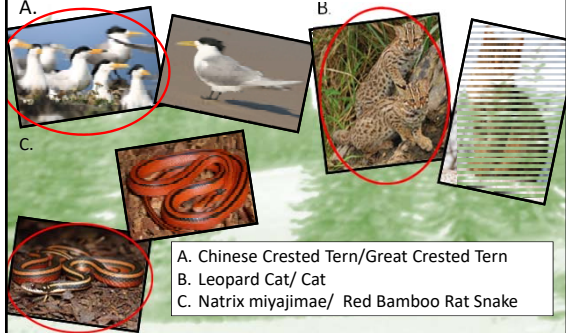 A.
B.
C.
A. Chinese Crested Tern/Great Crested Tern
B. Leopard Cat/ Cat
C. Natrix miyajimae/ Red Bamboo Rat Snake